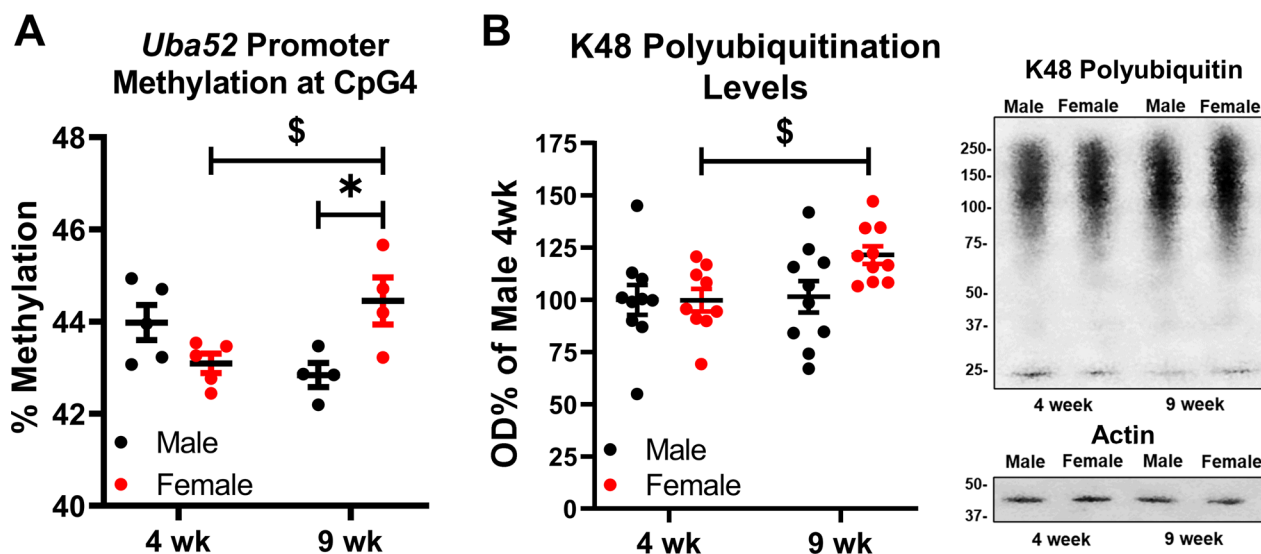 A
Uba52 Promoter
Methylation at CpG4
% Methylation
48
46
44
42
40
$
*
Male
Female
4 wk
9 wk
B
K48 Polyubiquitination
Levels
OD% of Male 4wk
175
150
125
100
75
50
25
0
$
Male
Female
4 wk
9 wk
K48 Polyubiquitin
Male Female Male Female
250-
150-
100-
75-
50-
37-
25-
4 week 9 week
Actin
Male Female Male Female
50-
37-
4 week 9 week